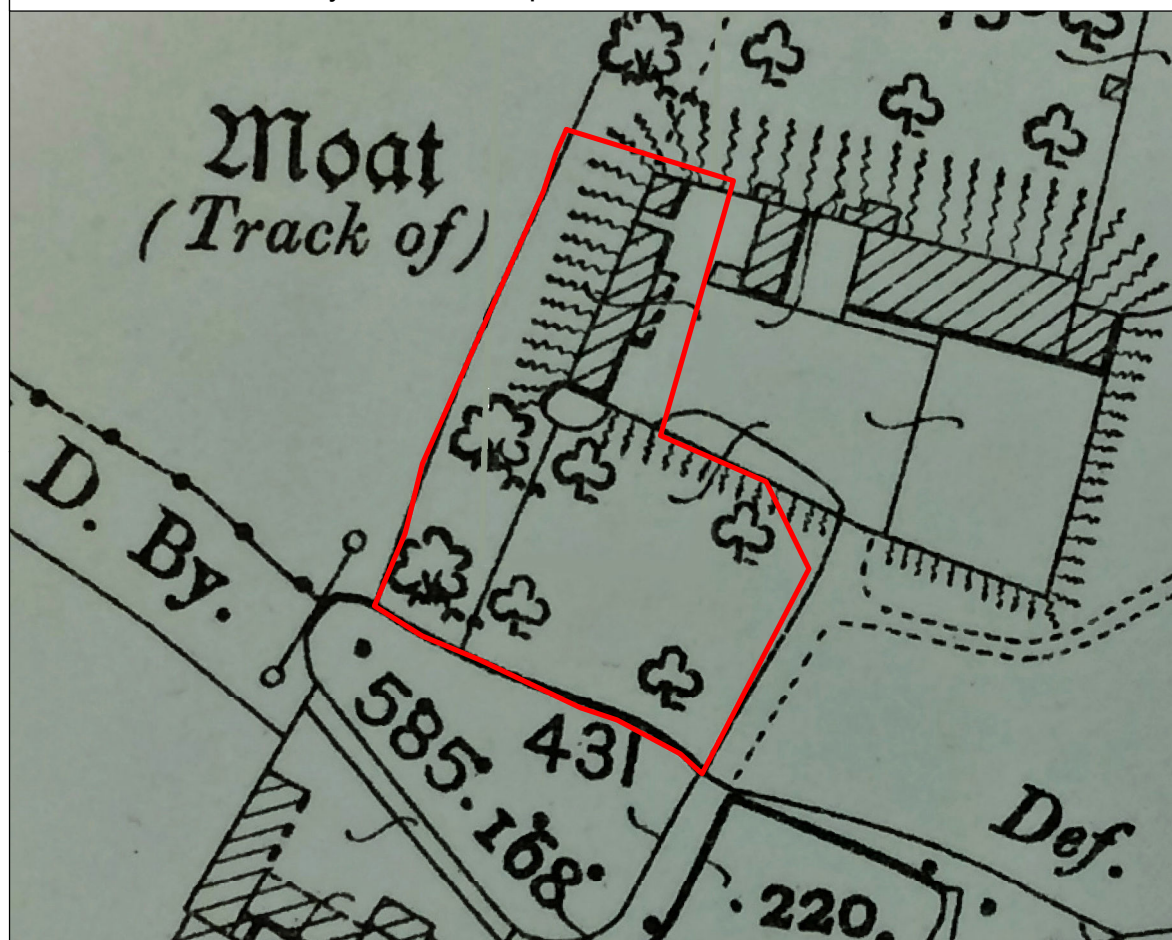 Moat
(Track of)
D. By.
585.
431
.168
Def.
.220.